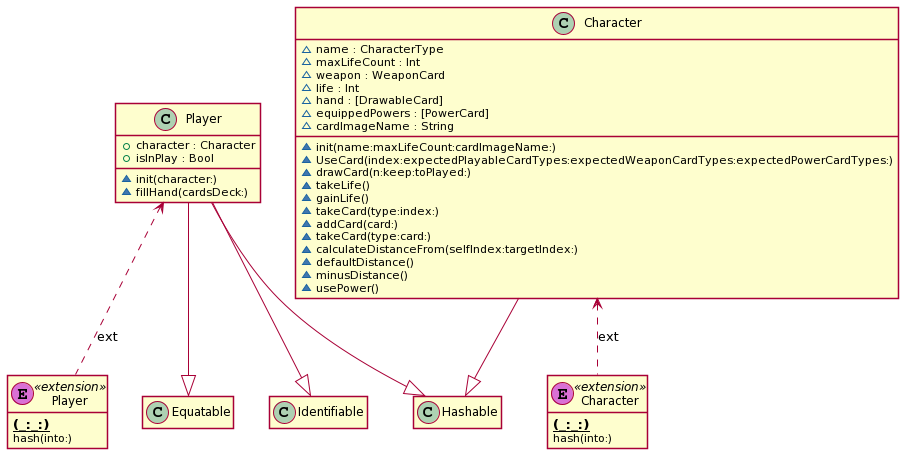 C Character
name : CharacterType
maxLifeCount : Int
weapon : WeaponCard
life : Int
hand : [DrawableCard]
equippedPowers : [PowerCard]
cardImageName : String
init(name:maxLifeCount:cardImageName:)
UseCard(index:expectedPlayableCardTypes:expectedWeaponCardTypes:expectedPowerCardTypes:)
drawCard(n:keep:toPlayed:)
takeLife()
gainLife()
takeCard(type:index:)
addCard(card:)
takeCard(type:card:)
calculateDistanceFrom(selfIndex:targetIndex:)
defaultDistance()
minusDistance()
usePower()
C Player
character : Character
isInPlay : Bool
init(character:)
fillHand(cardsDeck:)
ext
ext
E «extension»
Player
(_:_:)
hash(into:)
C Equatable
C Identifiable
C Hashable
E «extension»
Character
(_:_:)
hash(into:)